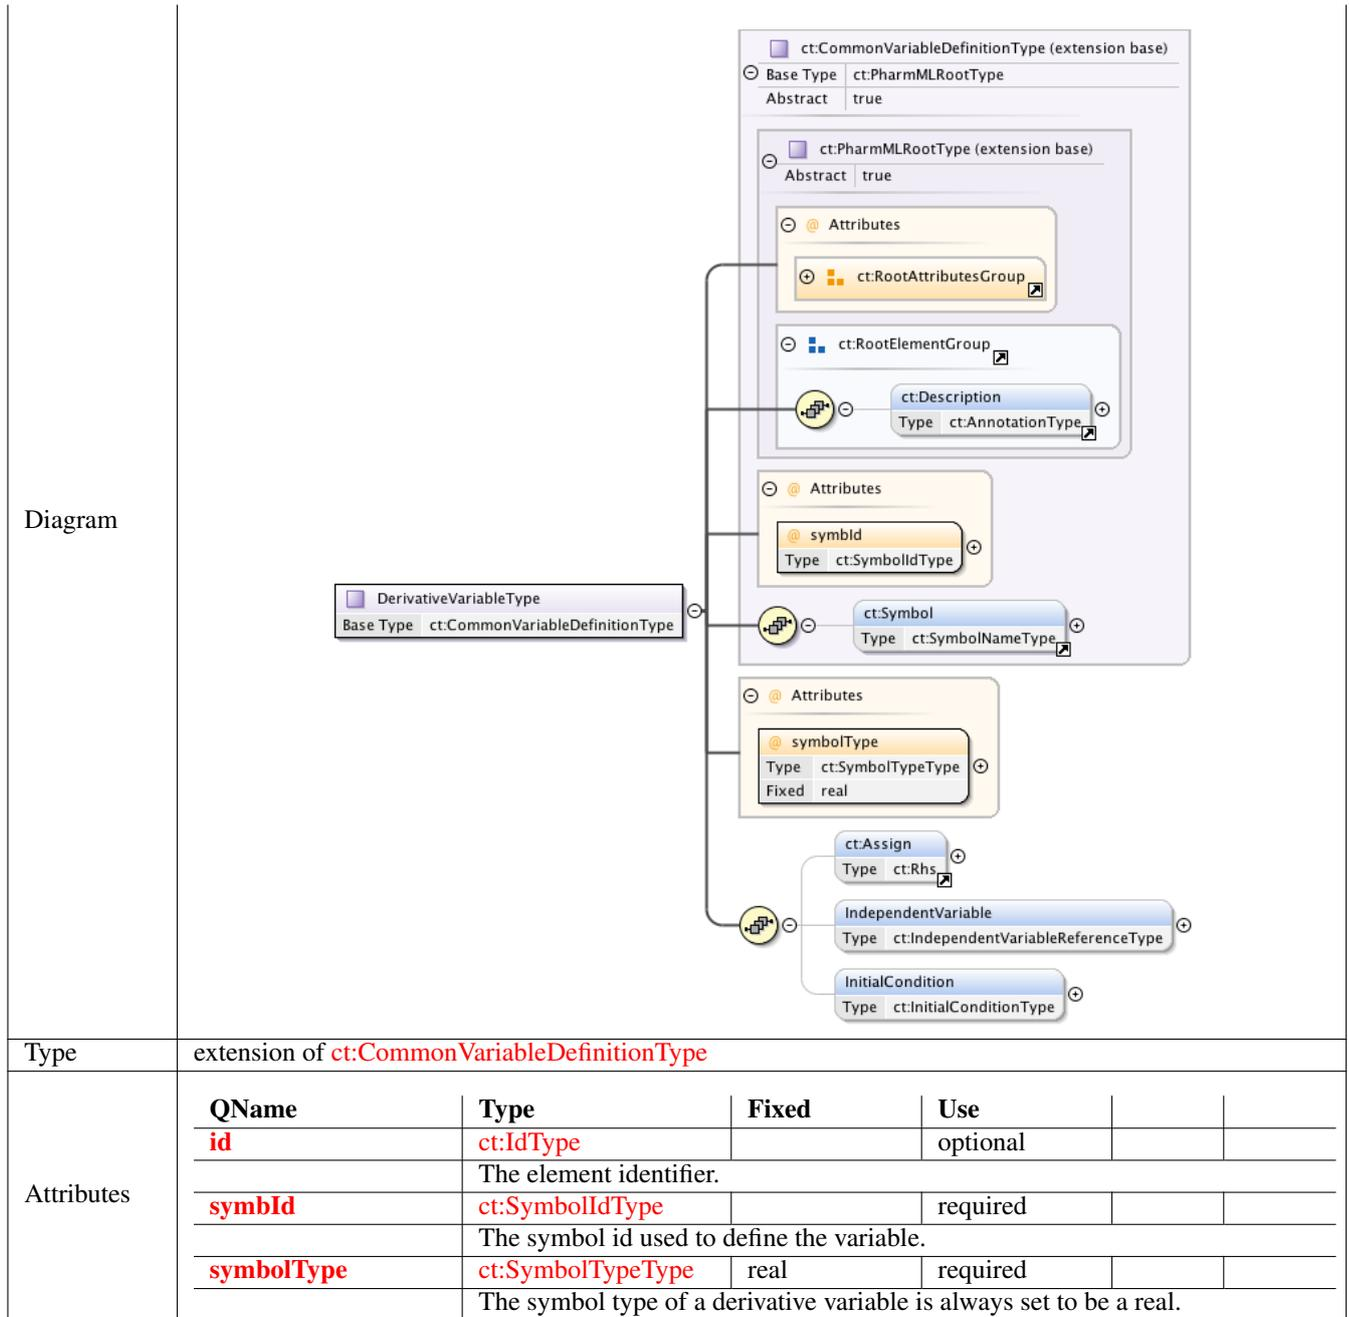 ct:CommonVariableDefinitionType (extension base)
Base Type ct:PharmMLRootType
Abstract true
ct:PharmMLRootType (extension base)
Abstract true
@ Attributes
ct:RootAttributesGroup
ct:RootElementGroup
ct:Description
Type ct:AnnotationType
@ Attributes
@ symbId
Type ct:SymbolIdType
Diagram
DerivativeVariableType
Base Type ct:CommonVariableDefinitionType
ct:Symbol
Type ct:SymbolNameType
@ Attributes
@ symbolType
Type ct:SymbolTypeType
Fixed real
ct:Assign
Type ct:Rhs
IndependentVariable
Type ct:IndependentVariableReferenceType
InitialCondition
Type ct:InitialConditionType
Type extension of ct:CommonVariableDefinitionType
Attributes
QName Type Fixed Use
id ct:IdType optional
The element identifier.
symbId ct:SymbolIdType required
The symbol id used to define the variable.
symbolType ct:SymbolTypeType real required
The symbol type of a derivative variable is always set to be a real.